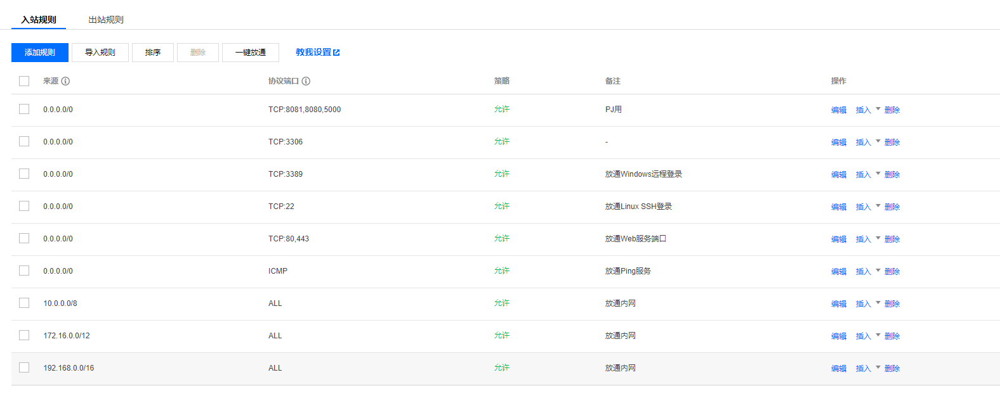 入站规则 出站规则
添加规则 导入规则 排序 删除 一键放通 教我设置
来源 协议端口 策略 备注 操作
0.0.0.0/0 TCP:8081,8080,5000 允许 PJ用 编辑 插入 删除
0.0.0.0/0 TCP:3306 允许 - 编辑 插入 删除
0.0.0.0/0 TCP:3389 允许 放通Windows远程登录 编辑 插入 删除
0.0.0.0/0 TCP:22 允许 放通Linux SSH登录 编辑 插入 删除
0.0.0.0/0 TCP:80,443 允许 放通Web服务端口 编辑 插入 删除
0.0.0.0/0 ICMP 允许 放通Ping服务 编辑 插入 删除
10.0.0.0/8 ALL 允许 放通内网 编辑 插入 删除
172.16.0.0/12 ALL 允许 放通内网 编辑 插入 删除
192.168.0.0/16 ALL 允许 放通内网 编辑 插入 删除